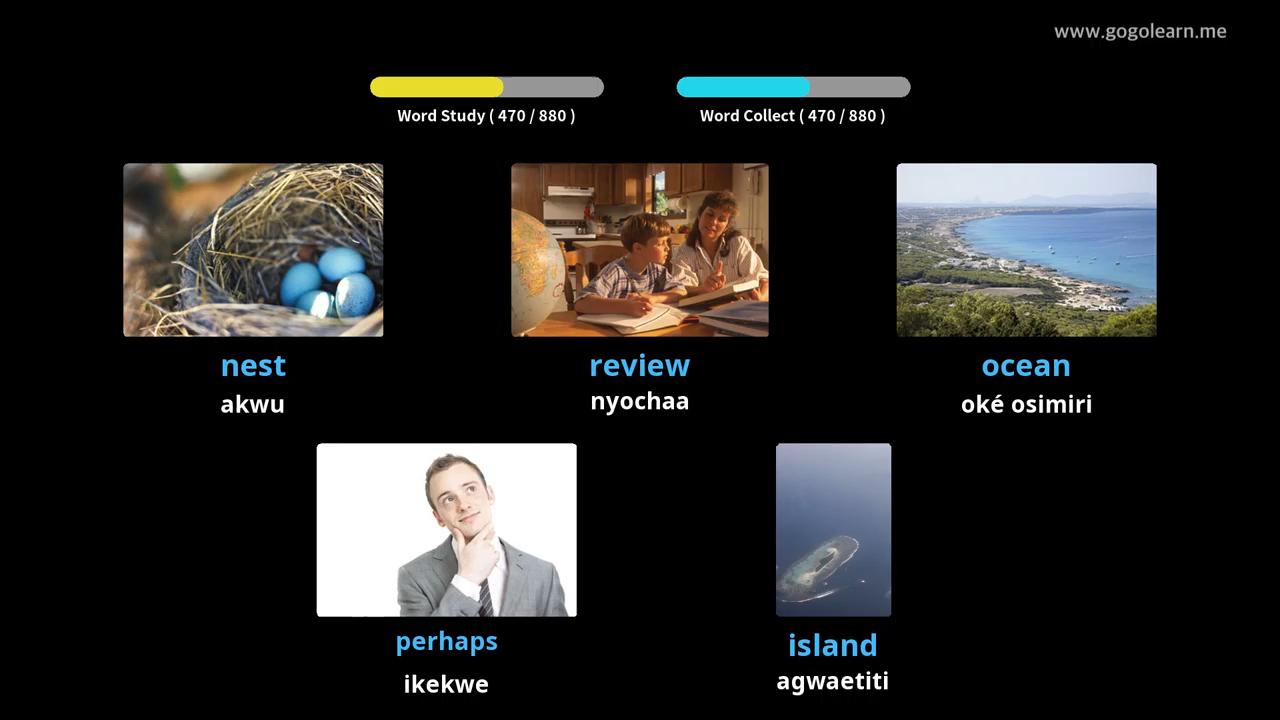 www.gogolearn.me
Word Study ( 470 / 880 )
Word Collect ( 470 / 880 )
nest
akwu
review
nyochaa
ocean
oké osimiri
perhaps
ikekwe
island
agwaetiti